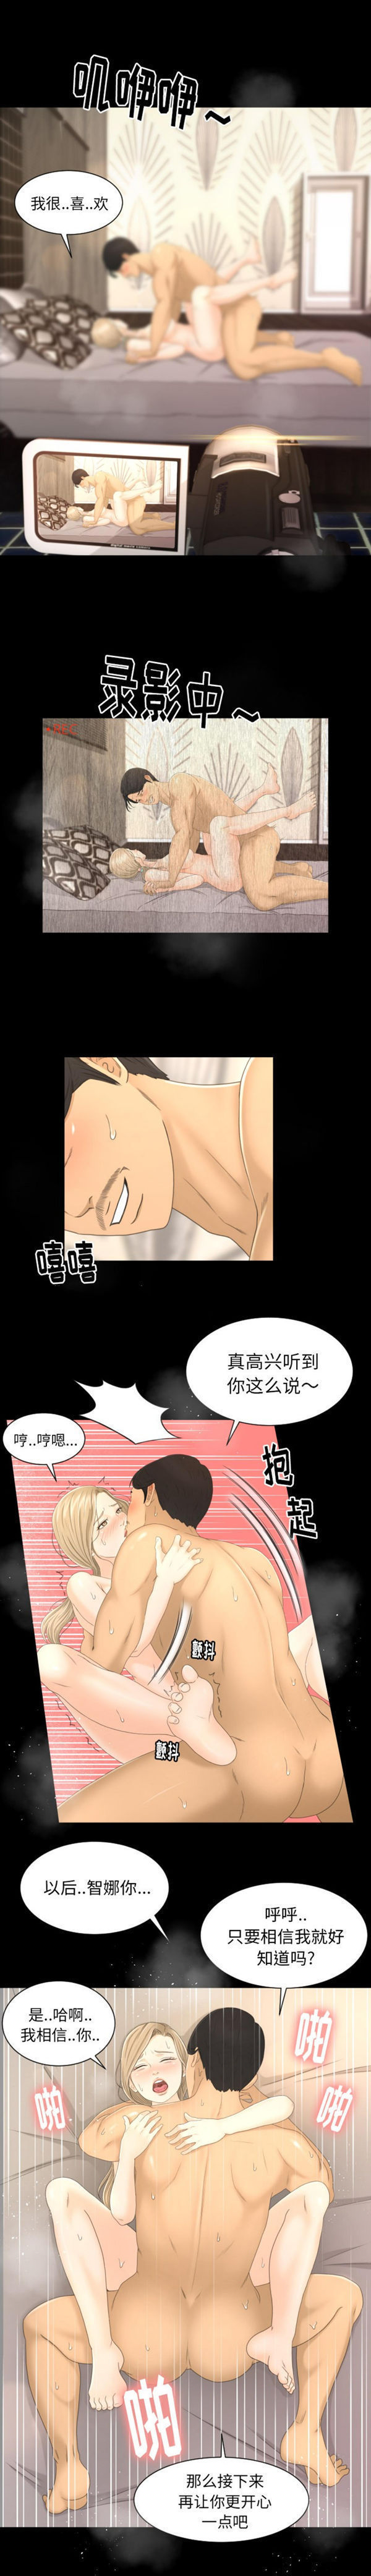 叽咿咿~
我很..喜..欢
录影中~
REC
嘻嘻
真高兴听到
你这么说~
哼..哼嗯...
抱起
颤抖
颤抖
以后..智娜你...
呼呼..
只要相信我就好
知道吗?
是..哈啊..
我相信..你..
啪
啪
啪
啪
那么接下来
再让你更开心
一点吧